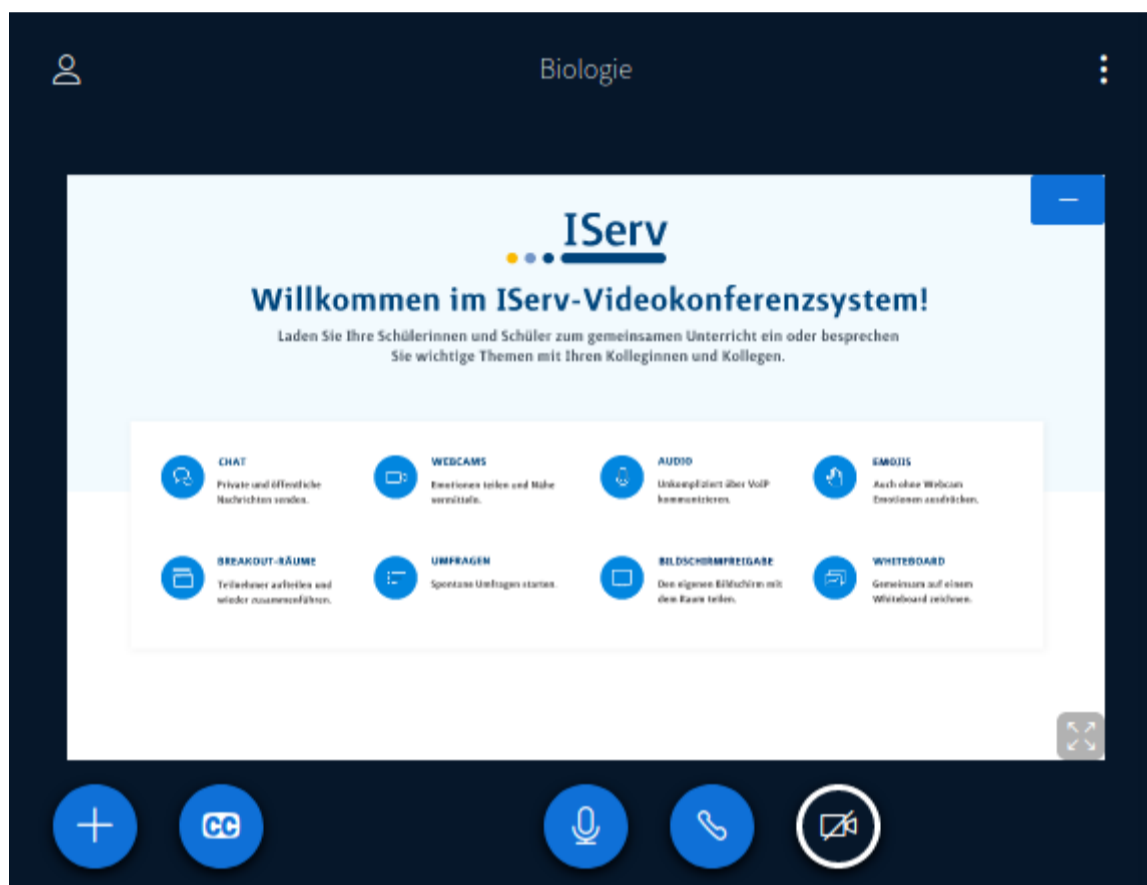 Biologie
IServ
Willkommen im IServ-Videokonferenzsystem!
Laden Sie Ihre Schülerinnen und Schüler zum gemeinsamen Unterricht ein oder besprechen
Sie wichtige Themen mit Ihren Kolleginnen und Kollegen.
CHAT
Private und öffentliche
Nachrichten senden.
WEBCAMS
Emotionen teilen und Nähe
vermitteln.
AUDIO
Unkompliziert über VoIP
kommunizieren.
EMOJIS
Auch ohne Webcam
Emotionen ausdrücken.
BREAKOUT-RÄUME
Teilnehmer aufteilen und
wieder zusammenführen.
UMFRAGEN
Spontane Umfragen starten.
BILDSCHIRMFREIGABE
Den eigenen Bildschirm mit
dem Raum teilen.
WHITEBOARD
Gemeinsam auf einem
Whiteboard zeichnen.
CC